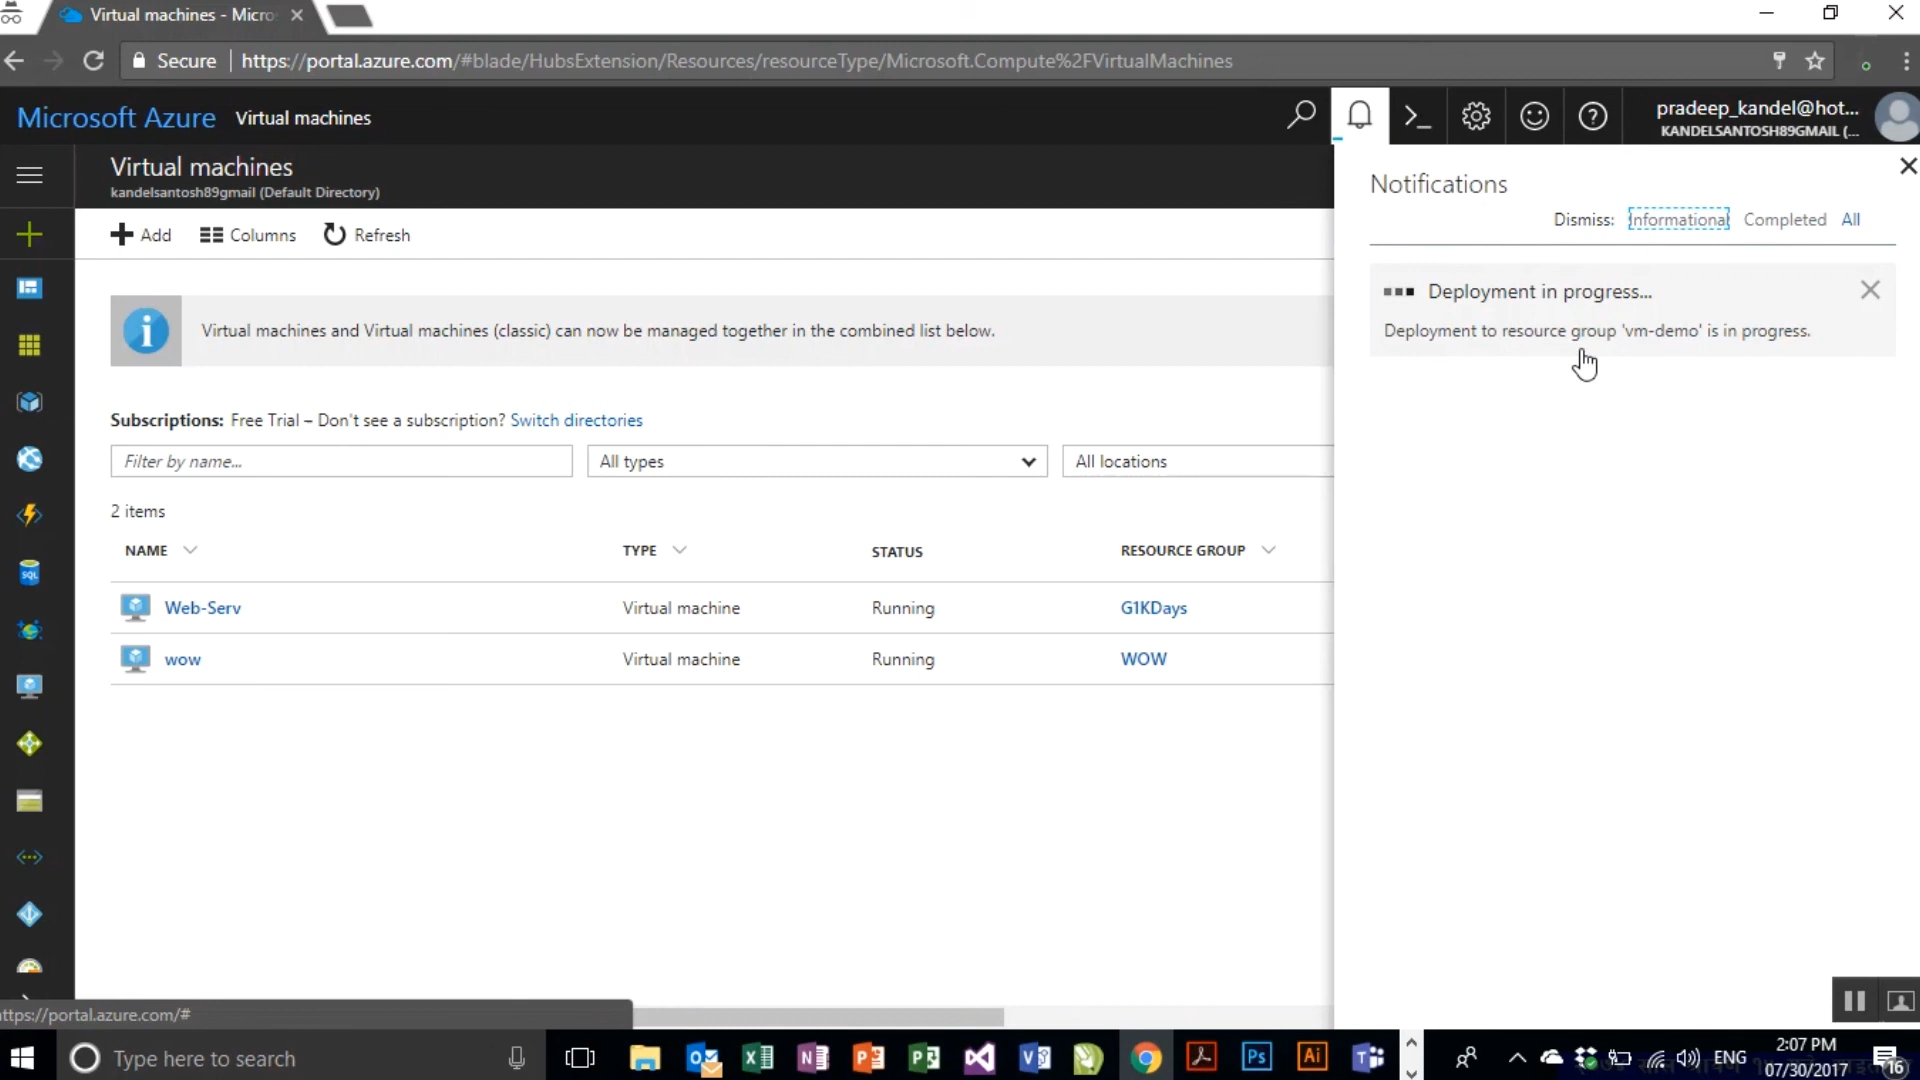 Virtual machines - Micro
Secure
https://portal.azure.com/#blade/HubsExtension/Resources/resourceType/Microsoft.Compute%2FVirtualMachines
Microsoft Azure Virtual machines
pradeep_kandel@hot...
KANDELSANTOSH89GMAIL (...
Virtual machines
kandelsantosh89gmail (Default Directory)
Add Columns Refresh
Virtual machines and Virtual machines (classic) can now be managed together in the combined list below.
Subscriptions: Free Trial – Don't see a subscription? Switch directories
Filter by name... All types All locations
2 items
NAME TYPE STATUS RESOURCE GROUP
Web-Serv Virtual machine Running G1KDays
wow Virtual machine Running WOW
Notifications
Dismiss: Informational Completed All
Deployment in progress...
Deployment to resource group 'vm-demo' is in progress.
SQL
ttps://portal.azure.com/#
Type here to search
ENG
2:07 PM
07/30/2017
16